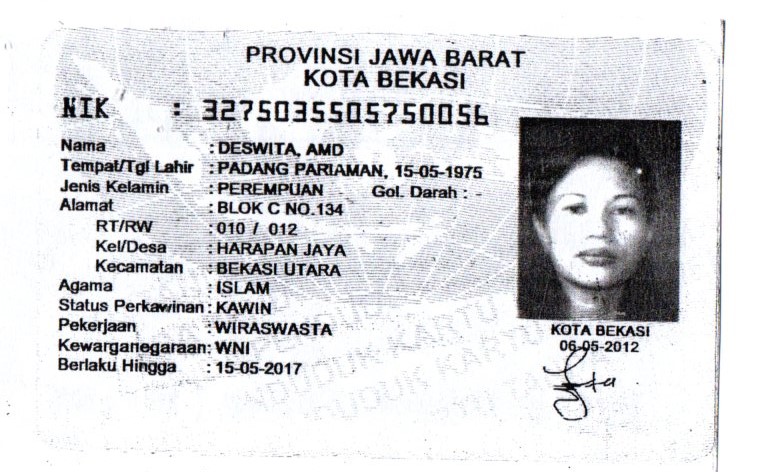 PROVINSI JAWA BARAT
KOTA BEKASI
NIK : 3275035505750056
Nama : DESWITA, AMD
Tempat/Tgl Lahir : PADANG PARIAMAN, 15-05-1975
Jenis Kelamin : PEREMPUAN Gol. Darah : -
Alamat : BLOK C NO.134
RT/RW : 010 / 012
Kel/Desa : HARAPAN JAYA
Kecamatan : BEKASI UTARA
Agama : ISLAM
Status Perkawinan : KAWIN
Pekerjaan : WIRASWASTA
Kewarganegaraan : WNI
Berlaku Hingga : 15-05-2017
KOTA BEKASI
06-05-2012